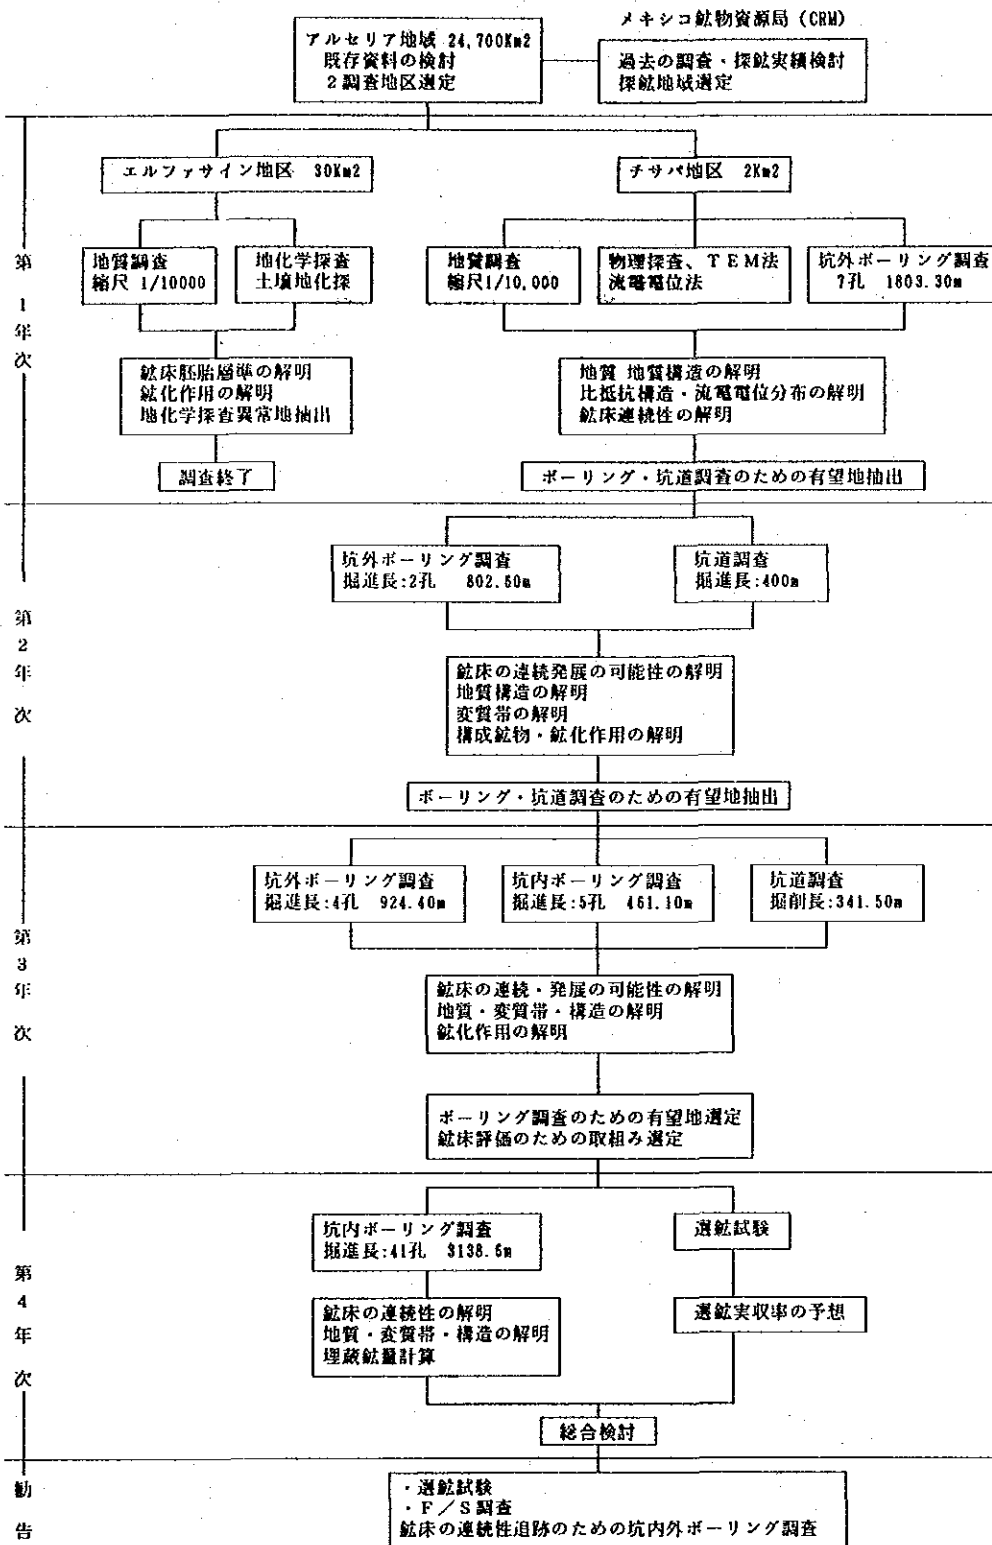 メキシコ鉱物資源局 (CRM)
アルセリア地域 24,700Km2
既存資料の検討
2調査地区選定
過去の調査・探鉱実績検討
探鉱地域選定
第1年次
エルファサイン地区 30Km2
チサパ地区 2Km2
地質調査
縮尺 1/10000
地化学探査
土壌地化探
地質調査
縮尺1/10,000
物理探査、TEM法
流電電位法
坑外ボーリング調査
7孔 1803.30m
鉱床胚胎層準の解明
鉱化作用の解明
地化学探査異常地抽出
地質 地質構造の解明
比抵抗構造・流電電位分布の解明
鉱床連続性の解明
調査終了
ボーリング・坑道調査のための有望地抽出
第2年次
坑外ボーリング調査
掘進長:2孔 802.50m
坑道調査
掘進長:400m
鉱床の連続発展の可能性の解明
地質構造の解明
変質帯の解明
構成鉱物・鉱化作用の解明
ボーリング・坑道調査のための有望地抽出
第3年次
坑外ボーリング調査
掘進長:4孔 924.40m
坑内ボーリング調査
掘進長:5孔 461.10m
坑道調査
掘削長:341.50m
鉱床の連続・発展の可能性の解明
地質・変質帯・構造の解明
鉱化作用の解明
ボーリング調査のための有望地選定
鉱床評価のための取組み選定
第4年次
坑内ボーリング調査
掘進長:41孔 3138.5m
選鉱試験
鉱床の連続性の解明
地質・変質帯・構造の解明
埋蔵鉱量計算
選鉱実収率の予想
総合検討
勧告
・選鉱試験
・F/S調査
鉱床の連続性追跡のための坑内外ボーリング調査